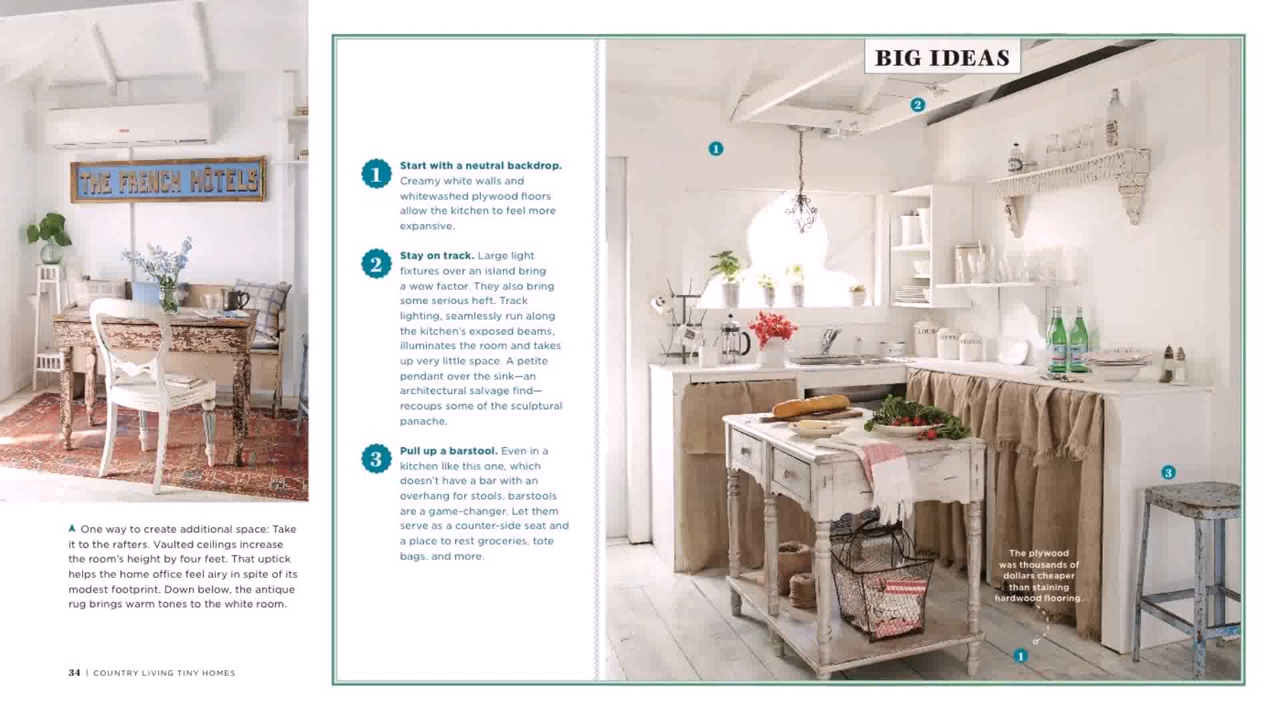 THE FRENCH HÔTELS
One way to create additional space: Take
it to the rafters. Vaulted ceilings increase
the room's height by four feet. That uptick
helps the home office feel airy in spite of its
modest footprint. Down below, the antique
rug brings warm tones to the white room.
34 | COUNTRY LIVING TINY HOMES
BIG IDEAS
1 Start with a neutral backdrop.
Creamy white walls and
whitewashed plywood floors
allow the kitchen to feel more
expansive.
2 Stay on track. Large light
fixtures over an island bring
a wow factor. They also bring
some serious heft. Track
lighting, seamlessly run along
the kitchen's exposed beams,
illuminates the room and takes
up very little space. A petite
pendant over the sink—an
architectural salvage find—
recoups some of the sculptural
panache.
3 Pull up a barstool. Even in a
kitchen like this one, which
doesn't have a bar with an
overhang for stools, barstools
are a game-changer. Let them
serve as a counter-side seat and
a place to rest groceries, tote
bags, and more.
1
2
3
The plywood
was thousands of
dollars cheaper
than staining
hardwood flooring.
1